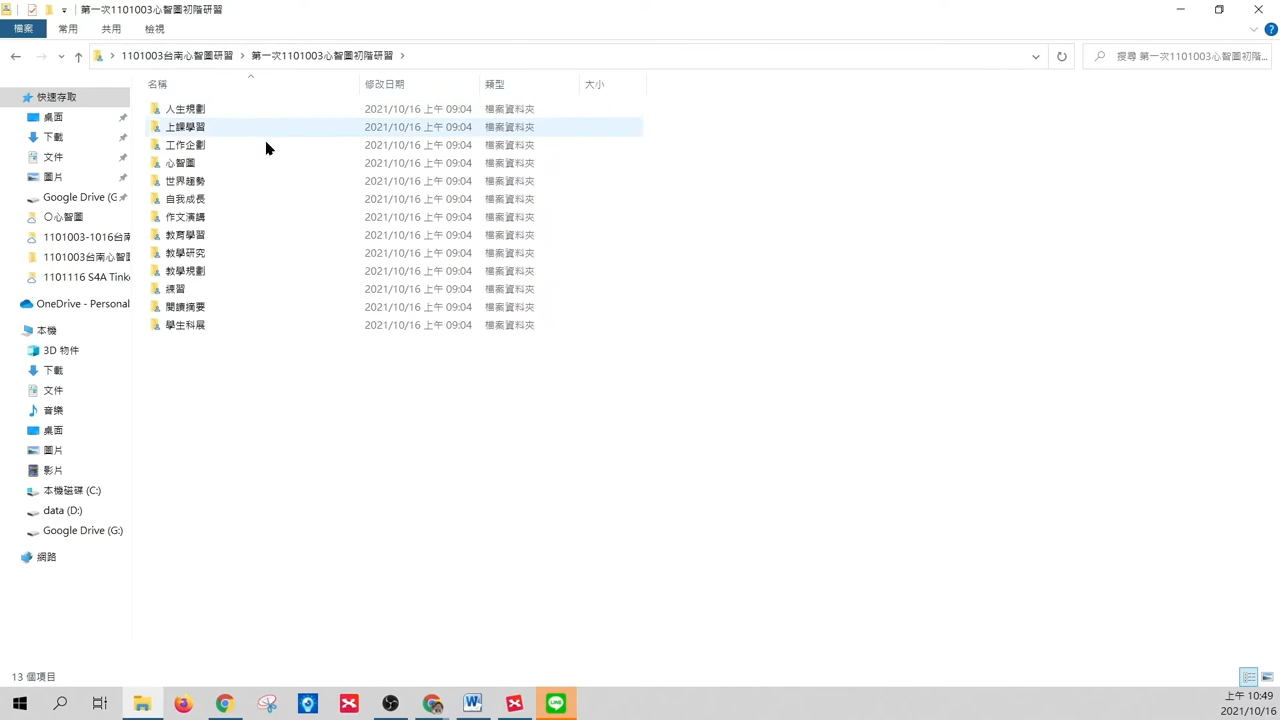 第一次1101003心智圖初階研習
檔案 常用 共用 檢視
1101003台南心智圖研習 第一次1101003心智圖初階研習
搜尋 第一次1101003心智圖初階...
名稱 修改日期 類型 大小
人生規劃 2021/10/16 上午 09:04 檔案資料夾
上課學習 2021/10/16 上午 09:04 檔案資料夾
工作企劃 2021/10/16 上午 09:04 檔案資料夾
心智圖 2021/10/16 上午 09:04 檔案資料夾
世界趨勢 2021/10/16 上午 09:04 檔案資料夾
自我成長 2021/10/16 上午 09:04 檔案資料夾
作文演講 2021/10/16 上午 09:04 檔案資料夾
教育學習 2021/10/16 上午 09:04 檔案資料夾
教學研究 2021/10/16 上午 09:04 檔案資料夾
教學規劃 2021/10/16 上午 09:04 檔案資料夾
練習 2021/10/16 上午 09:04 檔案資料夾
閱讀摘要 2021/10/16 上午 09:04 檔案資料夾
學生科展 2021/10/16 上午 09:04 檔案資料夾
快速存取
桌面
下載
文件
圖片
Google Drive (G
〇心智圖
1101003-1016台南
1101003台南心智圖
1101116 S4A Tink
OneDrive - Personal
本機
3D 物件
下載
文件
音樂
桌面
圖片
影片
本機磁碟 (C:)
data (D:)
Google Drive (G:)
網路
13 個項目
上午 10:49
2021/10/16